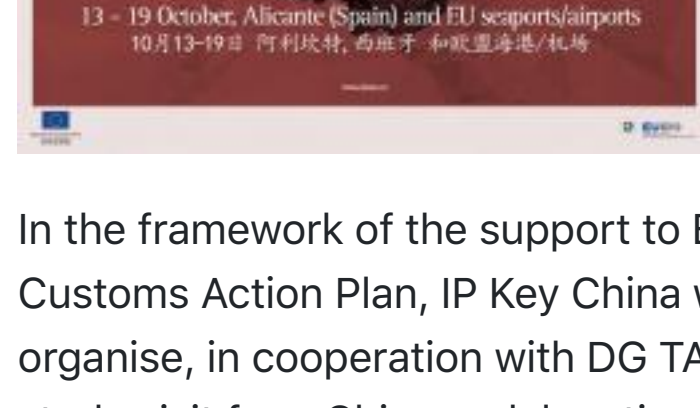 13 - 19 October, Alicante (Spain) and EU seaports/airports
10月13-19日 阿利坎特, 西班牙 和欧盟海港/机场
In the framework of the support to
Customs Action Plan, IP Key China
organise, in cooperation with DG TA